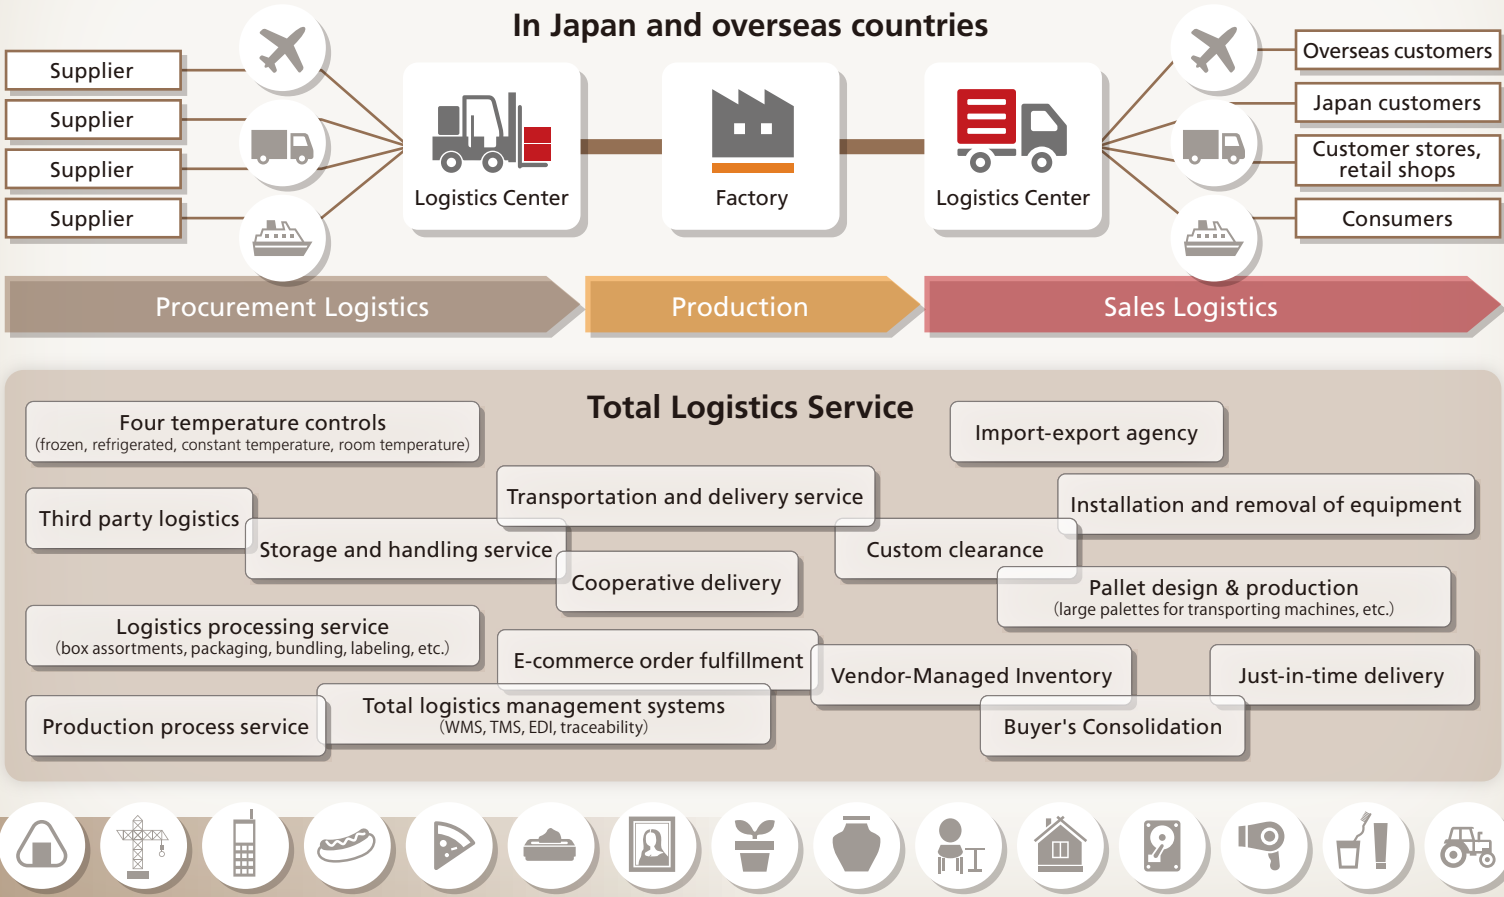 In Japan and overseas countries
Supplier
Supplier
Supplier
Supplier
Logistics Center
Factory
Logistics Center
Overseas customers
Japan customers
Customer stores,
retail shops
Consumers
Procurement Logistics
Production
Sales Logistics
Total Logistics Service
Four temperature controls
(frozen, refrigerated, constant temperature, room temperature)
Import-export agency
Transportation and delivery service
Installation and removal of equipment
Third party logistics
Storage and handling service
Custom clearance
Cooperative delivery
Pallet design & production
(large palettes for transporting machines, etc.)
Logistics processing service
(box assortments, packaging, bundling, labeling, etc.)
E-commerce order fulfillment
Vendor-Managed Inventory
Just-in-time delivery
Total logistics management systems
(WMS, TMS, EDI, traceability)
Production process service
Buyer's Consolidation